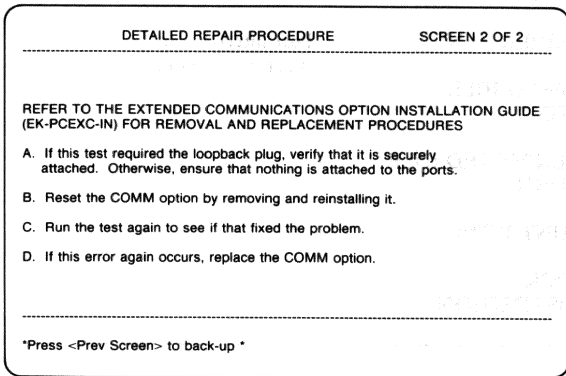 DETAILED REPAIR PROCEDURE SCREEN 2 OF 2
REFER TO THE EXTENDED COMMUNICATIONS OPTION INSTALLATION GUIDE
(EK-PCEXC-IN) FOR REMOVAL AND REPLACEMENT PROCEDURES
A. If this test required the loopback plug, verify that it is securely
attached. Otherwise, ensure that nothing is attached to the ports.
B. Reset the COMM option by removing and reinstalling it.
C. Run the test again to see if that fixed the problem.
D. If this error again occurs, replace the COMM option.
*Press <Prev Screen> to back-up *